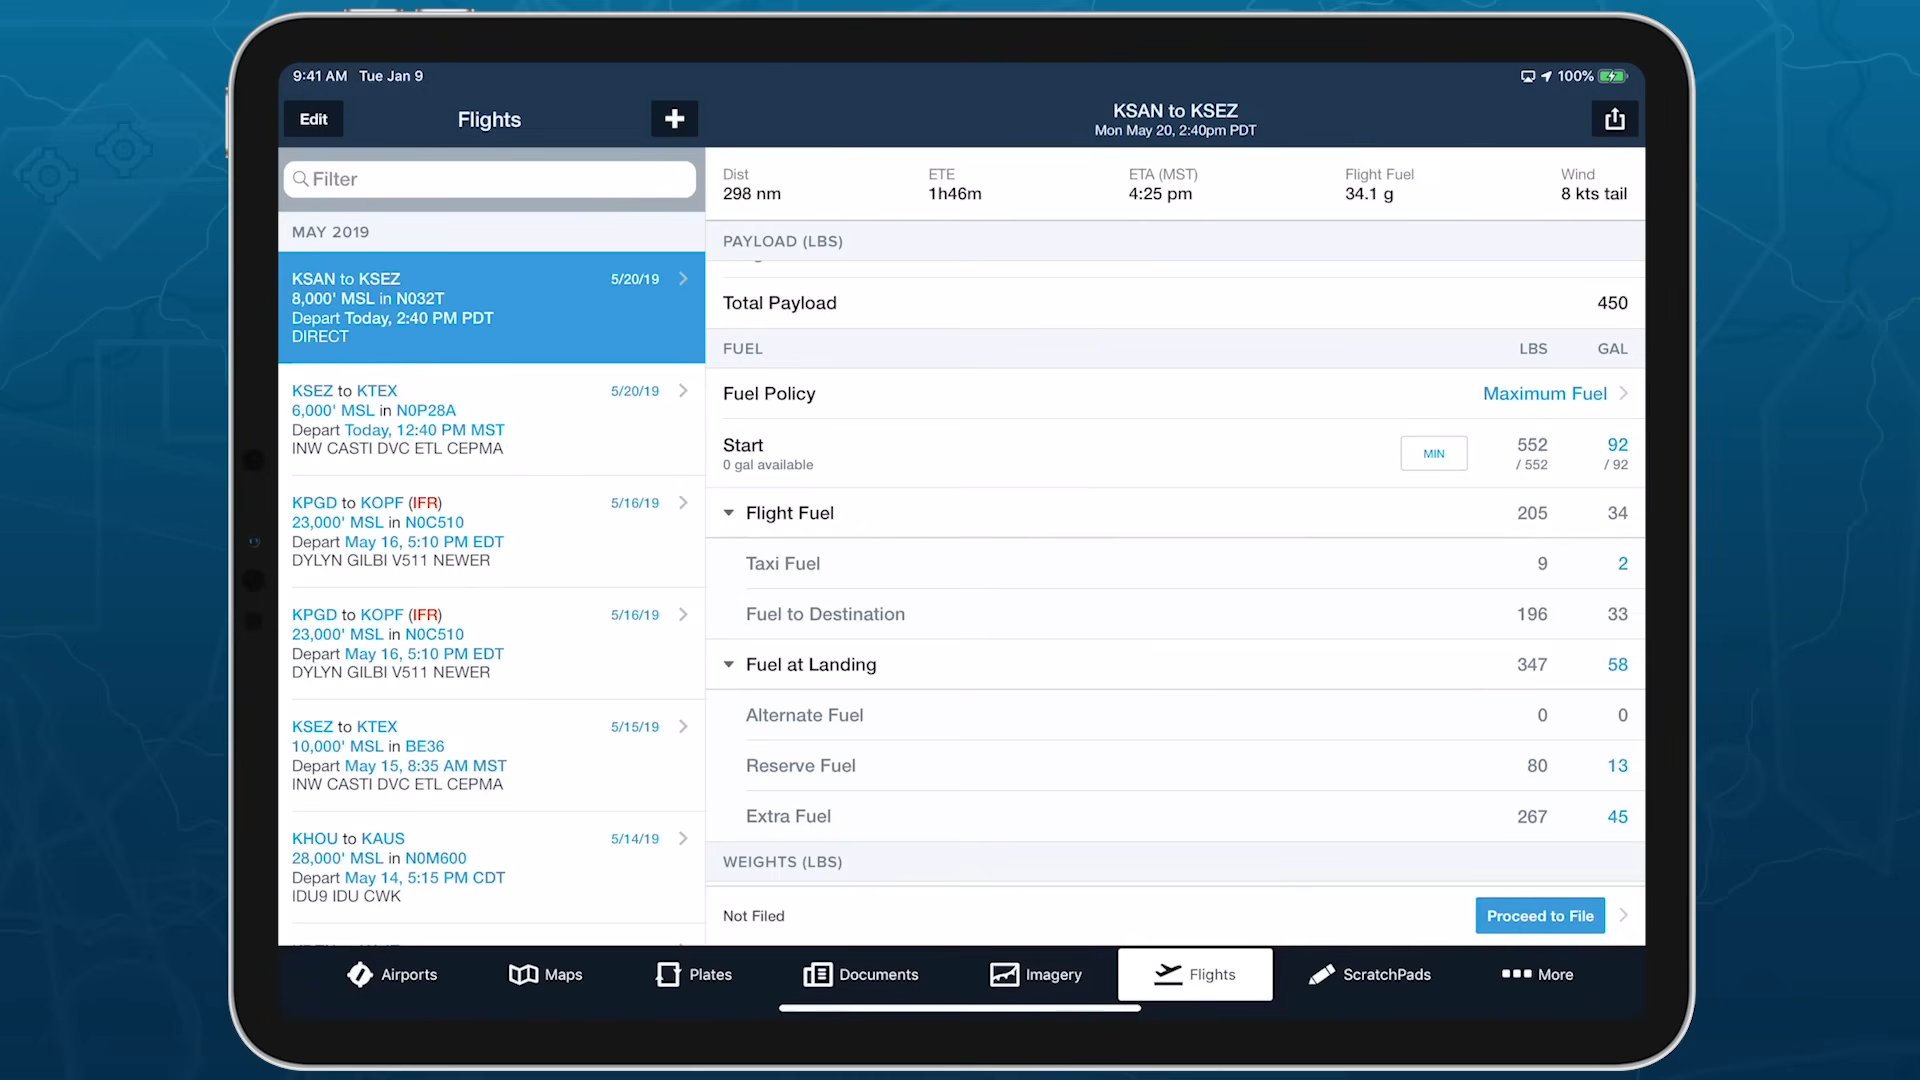 9:41 AM Tue Jan 9
100%
Edit
Flights
KSAN to KSEZ
Mon May 20, 2:40pm PDT
Filter
MAY 2019
KSAN to KSEZ 5/20/19
8,000' MSL in N032T
Depart Today, 2:40 PM PDT
DIRECT
KSEZ to KTEX 5/20/19
6,000' MSL in N0P28A
Depart Today, 12:40 PM MST
INW CASTI DVC ETL CEPMA
KPGD to KOPF (IFR) 5/16/19
23,000' MSL in N0C510
Depart May 16, 5:10 PM EDT
DYLYN GILBI V511 NEWER
KPGD to KOPF (IFR) 5/16/19
23,000' MSL in N0C510
Depart May 16, 5:10 PM EDT
DYLYN GILBI V511 NEWER
KSEZ to KTEX 5/15/19
10,000' MSL in BE36
Depart May 15, 8:35 AM MST
INW CASTI DVC ETL CEPMA
KHOU to KAUS 5/14/19
28,000' MSL in N0M600
Depart May 14, 5:15 PM CDT
IDU9 IDU CWK
Dist ETE ETA (MST) Flight Fuel Wind
298 nm 1h46m 4:25 pm 34.1 g 8 kts tail
PAYLOAD (LBS)
Total Payload 450
FUEL LBS GAL
Fuel Policy Maximum Fuel
Start MIN 552 92
0 gal available / 552 / 92
Flight Fuel 205 34
Taxi Fuel 9 2
Fuel to Destination 196 33
Fuel at Landing 347 58
Alternate Fuel 0 0
Reserve Fuel 80 13
Extra Fuel 267 45
WEIGHTS (LBS)
Not Filed Proceed to File
Airports Maps Plates Documents Imagery Flights ScratchPads More